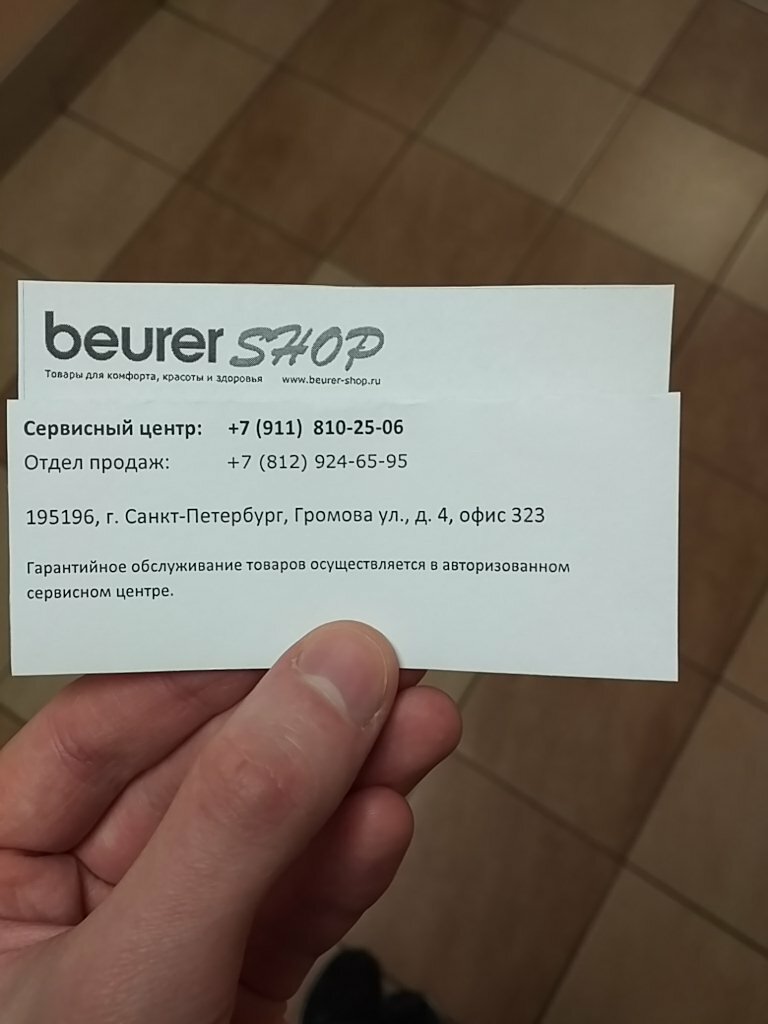 beurer SHOP
Товары для комфорта, красоты и здоровья www.beurer-shop.ru
Сервисный центр: +7 (911) 810-25-06
Отдел продаж: +7 (812) 924-65-95
195196, г. Санкт-Петербург, Громова ул., д. 4, офис 323
Гарантийное обслуживание товаров осуществляется в авторизованном
сервисном центре.